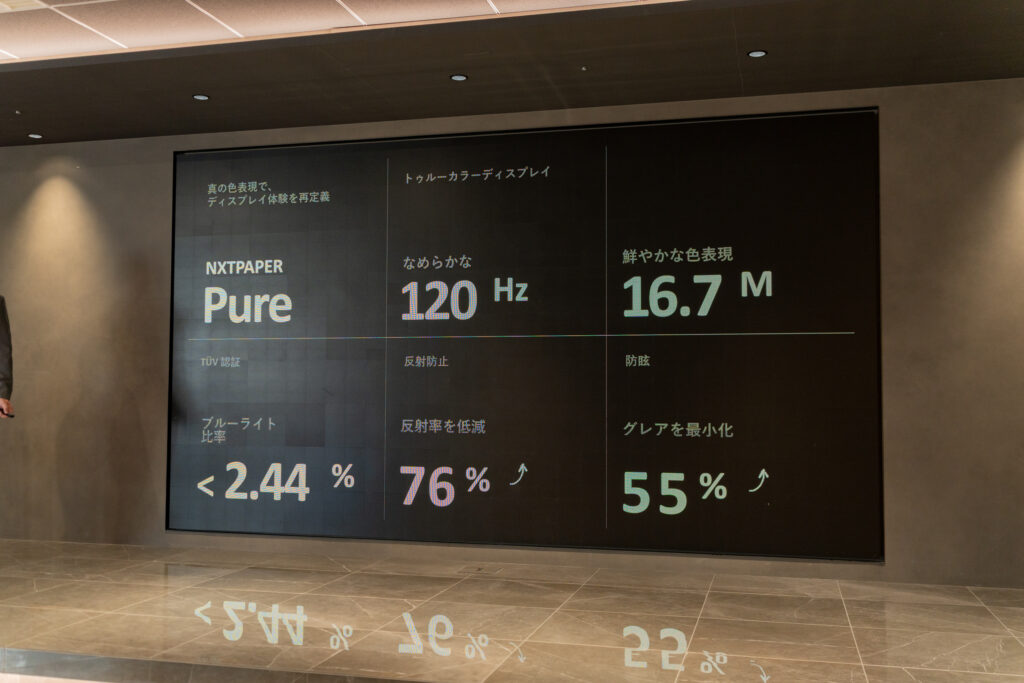 真の色表現で、
ディスプレイ体験を再定義
NXTPAPER
Pure
トゥルーカラーディスプレイ
なめらかな
120 Hz
鮮やかな色表現
16.7 M
TÜV 認証
ブルーライト
比率
< 2.44 %
反射防止
反射率を低減
76 %
防眩
グレアを最小化
55 %